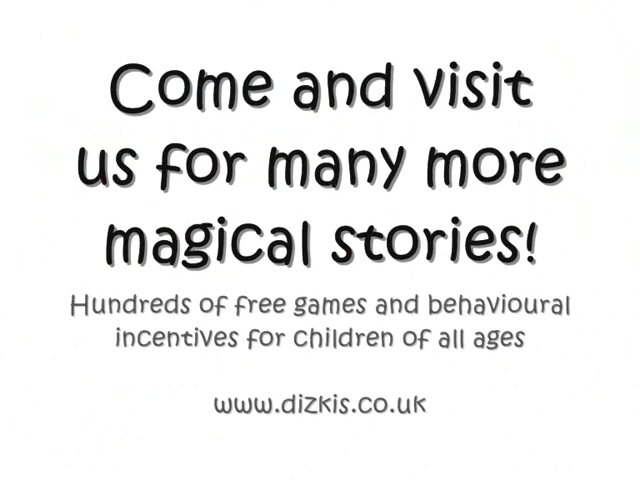 Come and visit
us for many more
magical stories!
Hundreds of free games and behavioural
incentives for children of all ages
www.dizkis.co.uk